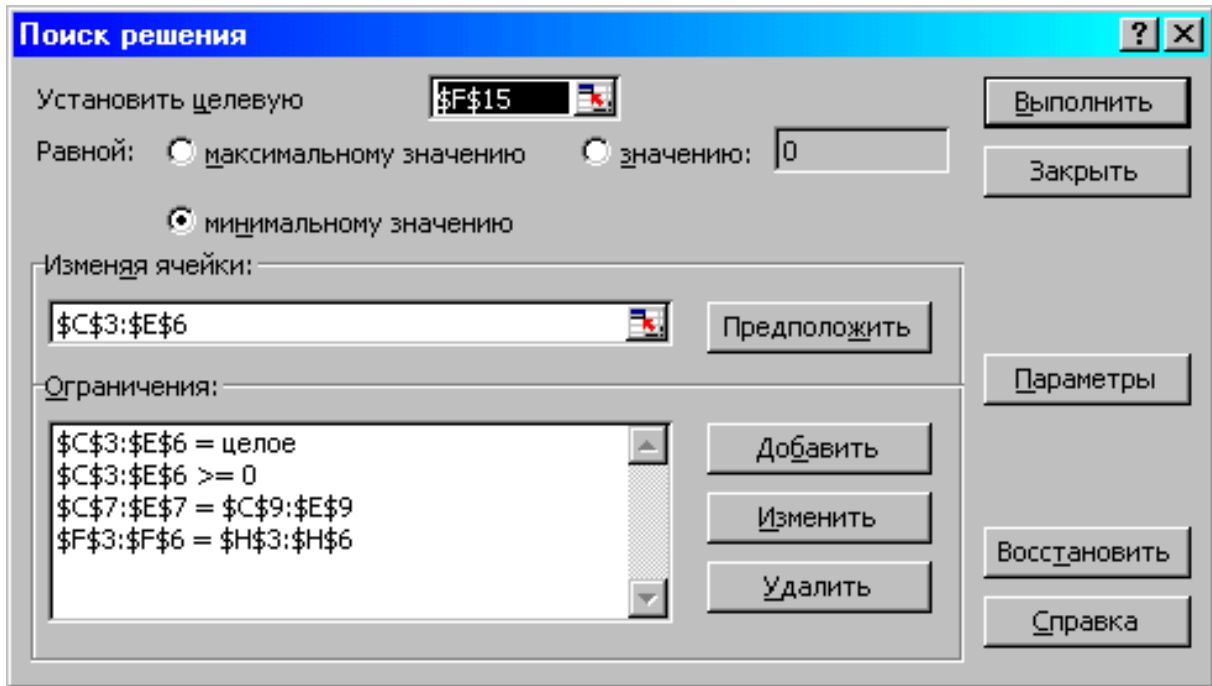 Поиск решения
Установить целевую $F$15
Выполнить
Равной: максимальному значению значению: 0
Закрыть
минимальному значению
Изменяя ячейки:
$C$3:$E$6
Предположить
Параметры
Ограничения:
$C$3:$E$6 = целое
$C$3:$E$6 >= 0
$C$7:$E$7 = $C$9:$E$9
$F$3:$F$6 = $H$3:$H$6
Добавить
Изменить
Удалить
Восстановить
Справка